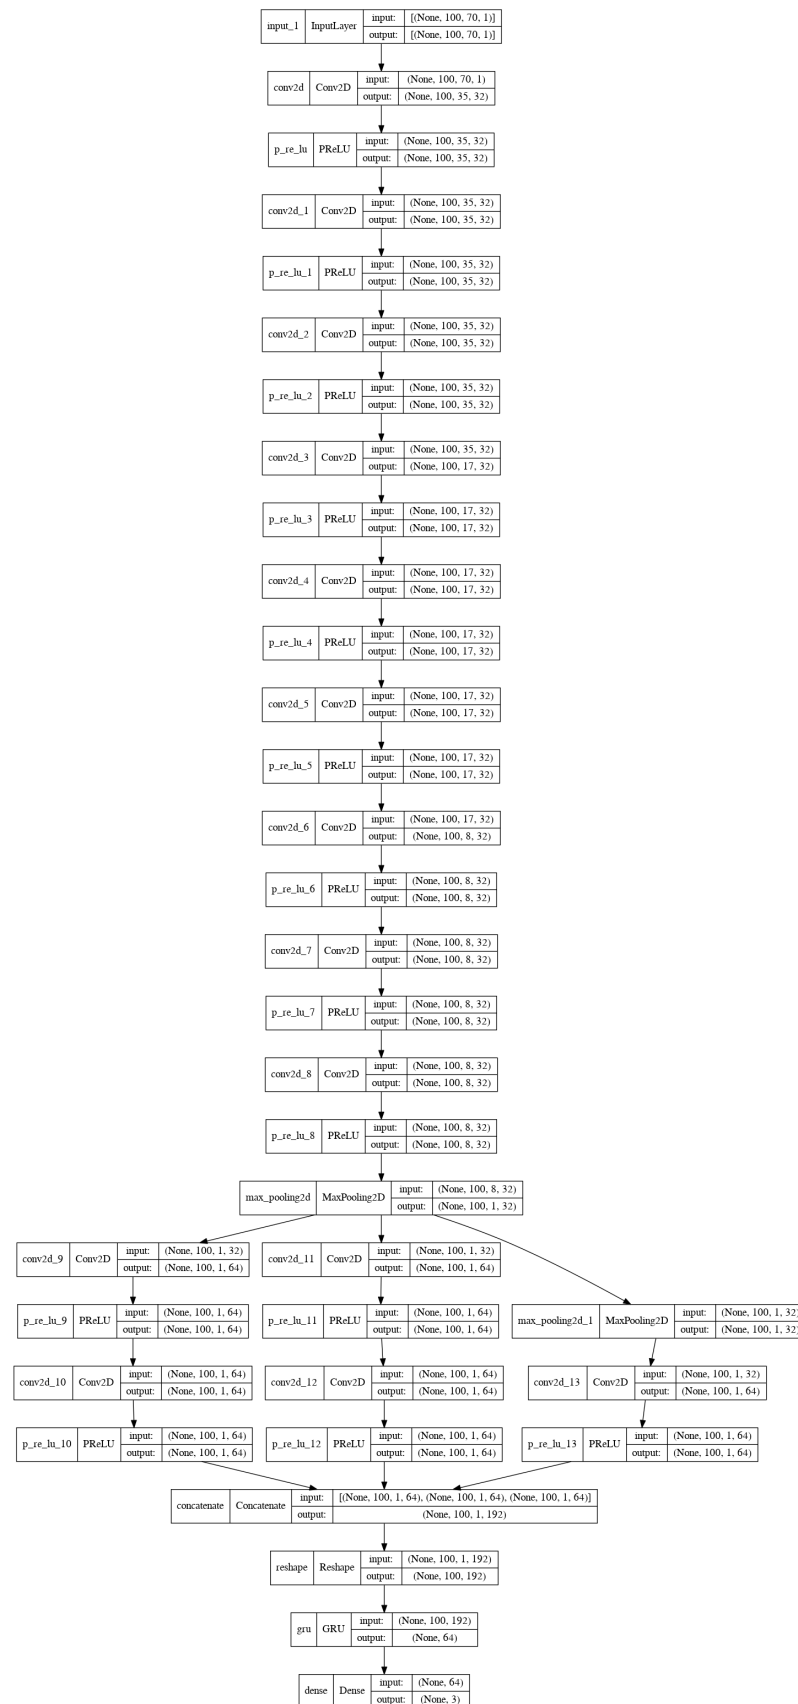 input_1 InputLayer input: [(None, 100, 70, 1)]
output: [(None, 100, 70, 1)]
conv2d Conv2D input: (None, 100, 70, 1)
output: (None, 100, 35, 32)
p_re_lu PReLU input: (None, 100, 35, 32)
output: (None, 100, 35, 32)
conv2d_1 Conv2D input: (None, 100, 35, 32)
output: (None, 100, 35, 32)
p_re_lu_1 PReLU input: (None, 100, 35, 32)
output: (None, 100, 35, 32)
conv2d_2 Conv2D input: (None, 100, 35, 32)
output: (None, 100, 35, 32)
p_re_lu_2 PReLU input: (None, 100, 35, 32)
output: (None, 100, 35, 32)
conv2d_3 Conv2D input: (None, 100, 35, 32)
output: (None, 100, 17, 32)
p_re_lu_3 PReLU input: (None, 100, 17, 32)
output: (None, 100, 17, 32)
conv2d_4 Conv2D input: (None, 100, 17, 32)
output: (None, 100, 17, 32)
p_re_lu_4 PReLU input: (None, 100, 17, 32)
output: (None, 100, 17, 32)
conv2d_5 Conv2D input: (None, 100, 17, 32)
output: (None, 100, 17, 32)
p_re_lu_5 PReLU input: (None, 100, 17, 32)
output: (None, 100, 17, 32)
conv2d_6 Conv2D input: (None, 100, 17, 32)
output: (None, 100, 8, 32)
p_re_lu_6 PReLU input: (None, 100, 8, 32)
output: (None, 100, 8, 32)
conv2d_7 Conv2D input: (None, 100, 8, 32)
output: (None, 100, 8, 32)
p_re_lu_7 PReLU input: (None, 100, 8, 32)
output: (None, 100, 8, 32)
conv2d_8 Conv2D input: (None, 100, 8, 32)
output: (None, 100, 8, 32)
p_re_lu_8 PReLU input: (None, 100, 8, 32)
output: (None, 100, 8, 32)
max_pooling2d MaxPooling2D input: (None, 100, 8, 32)
output: (None, 100, 1, 32)
conv2d_9 Conv2D input: (None, 100, 1, 32)
output: (None, 100, 1, 64)
conv2d_11 Conv2D input: (None, 100, 1, 32)
output: (None, 100, 1, 64)
p_re_lu_9 PReLU input: (None, 100, 1, 64)
output: (None, 100, 1, 64)
p_re_lu_11 PReLU input: (None, 100, 1, 64)
output: (None, 100, 1, 64)
max_pooling2d_1 MaxPooling2D input: (None, 100, 1, 32)
output: (None, 100, 1, 32)
conv2d_10 Conv2D input: (None, 100, 1, 64)
output: (None, 100, 1, 64)
conv2d_12 Conv2D input: (None, 100, 1, 64)
output: (None, 100, 1, 64)
conv2d_13 Conv2D input: (None, 100, 1, 32)
output: (None, 100, 1, 64)
p_re_lu_10 PReLU input: (None, 100, 1, 64)
output: (None, 100, 1, 64)
p_re_lu_12 PReLU input: (None, 100, 1, 64)
output: (None, 100, 1, 64)
p_re_lu_13 PReLU input: (None, 100, 1, 64)
output: (None, 100, 1, 64)
concatenate Concatenate input: [(None, 100, 1, 64), (None, 100, 1, 64), (None, 100, 1, 64)]
output: (None, 100, 1, 192)
reshape Reshape input: (None, 100, 1, 192)
output: (None, 100, 192)
gru GRU input: (None, 100, 192)
output: (None, 64)
dense Dense input: (None, 64)
output: (None, 3)